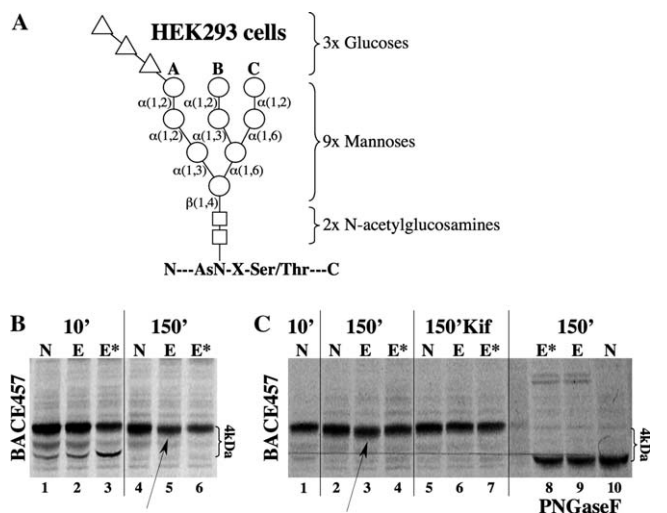 A
HEK293 cells
3x Glucoses
A B C
α(1,2) α(1,2) α(1,2)
α(1,2) α(1,3) α(1,6)
9x Mannoses
α(1,3) α(1,6)
β(1,4)
2x N-acetylglucosamines
N---AsN-X-Ser/Thr---C
B
10’ 150’
N E E* N E E*
BACE457
4kDa
1 2 3 4 5 6
C
10’ 150’ 150’Kif 150’
N N E E* N E E* E* E N
BACE457
4kDa
1 2 3 4 5 6 7 8 9 10
PNGaseF